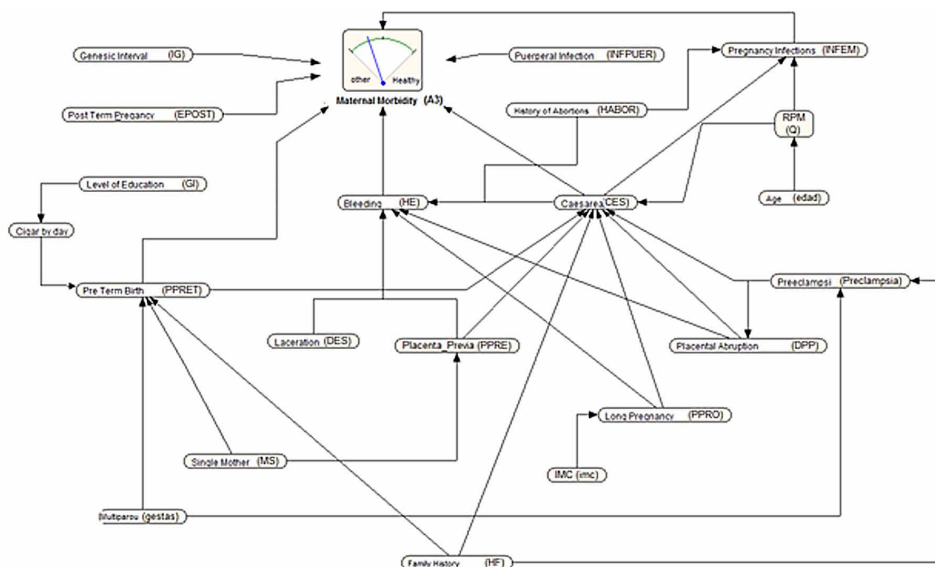 Genesic Interval (IG)
other Healthy
Maternal Morbidity (A3)
Puerperal Infection (INFPUER)
Pregnancy Infections (INFEM)
Post Term Pregancy (EPOST)
History of Abortons (HABOR)
RPM
(Q)
Level of Education (GI)
Bleeding (HE)
Caesarea (CES)
Age (edad)
Cigar by day
Pre Term Birth (PPRET)
Preeclampsi (Preclampsia)
Laceration (DES)
Placenta_Previa (PPRE)
Placental Abruption (DPP)
Long Pregnancy (PPRO)
Single Mother (MS)
IMC (imc)
Multiparou (gestas)
Family History (HF)